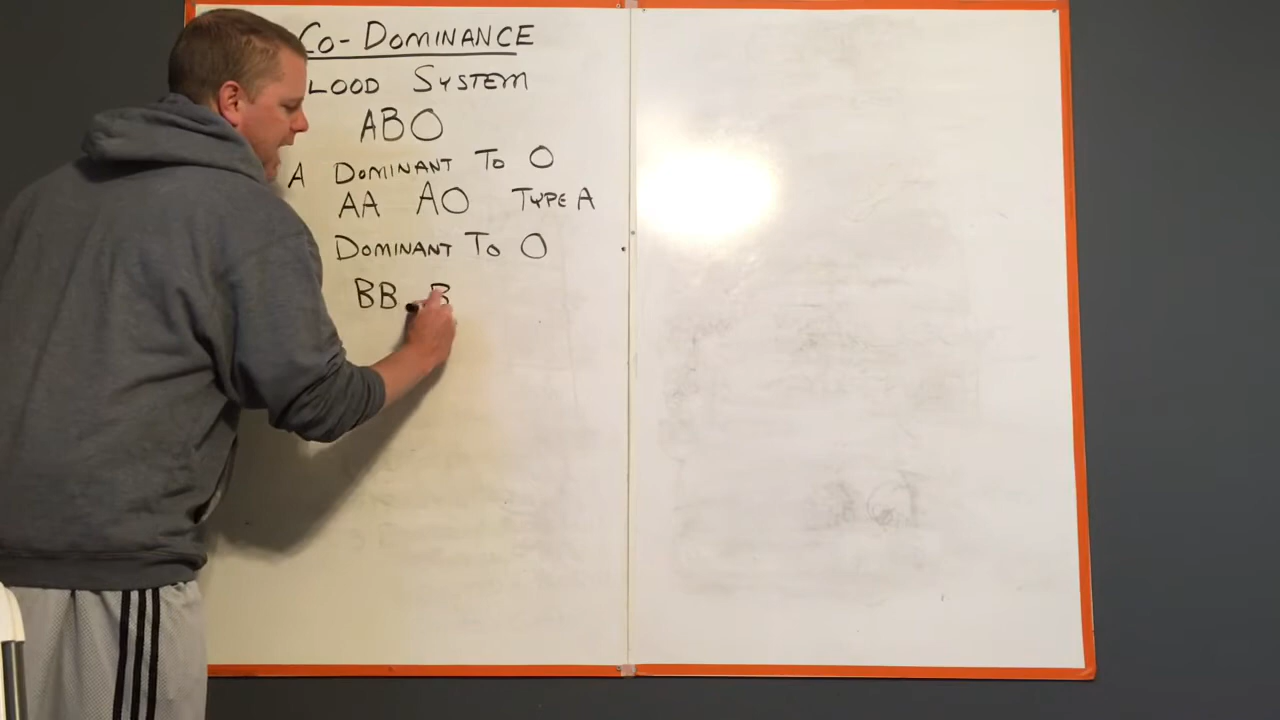 Co-DOMINANCE
LOOD SYSTEM
ABO
A DOMINANT TO O
AA AO TYPE A
DOMINANT TO O
BB B